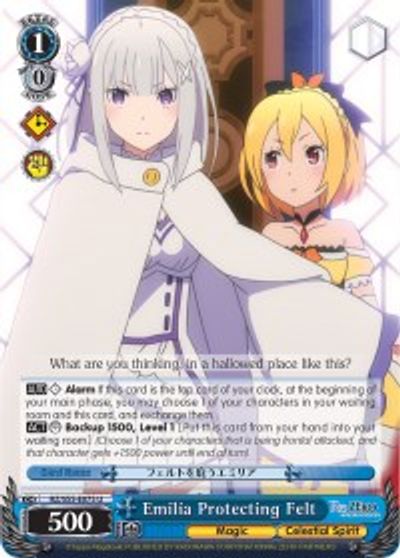 1
0
What are you thinking, in a hallowed place like this?
AUTO Alarm If this card is the top card of your clock, at the beginning of
your main phase, you may choose 1 of your characters in your waiting
room and this card, and exchange them.
ACT Backup 1500, Level 1 [Put this card from your hand into your
waiting room] (Choose 1 of your characters that is being frontal attacked, and
that character gets +1500 power until end of turn)
Card Name フェルトを庇うエミリア
500
Emilia Protecting Felt
Re:ZERO
Magic
Celestial Spirit